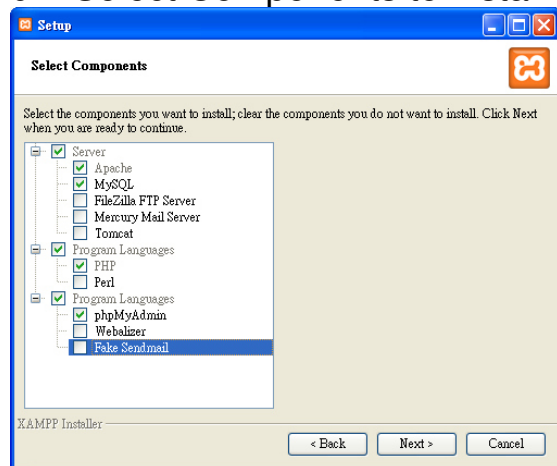 Setup
Select Components
Select the components you want to install; clear the components you do not want to install. Click Next
when you are ready to continue.
Server
Apache
MySQL
FileZilla FTP Server
Mercury Mail Server
Tomcat
Program Languages
PHP
Perl
Program Languages
phpMyAdmin
Webalizer
Fake Sendmail
XAMPP Installer
< Back Next > Cancel